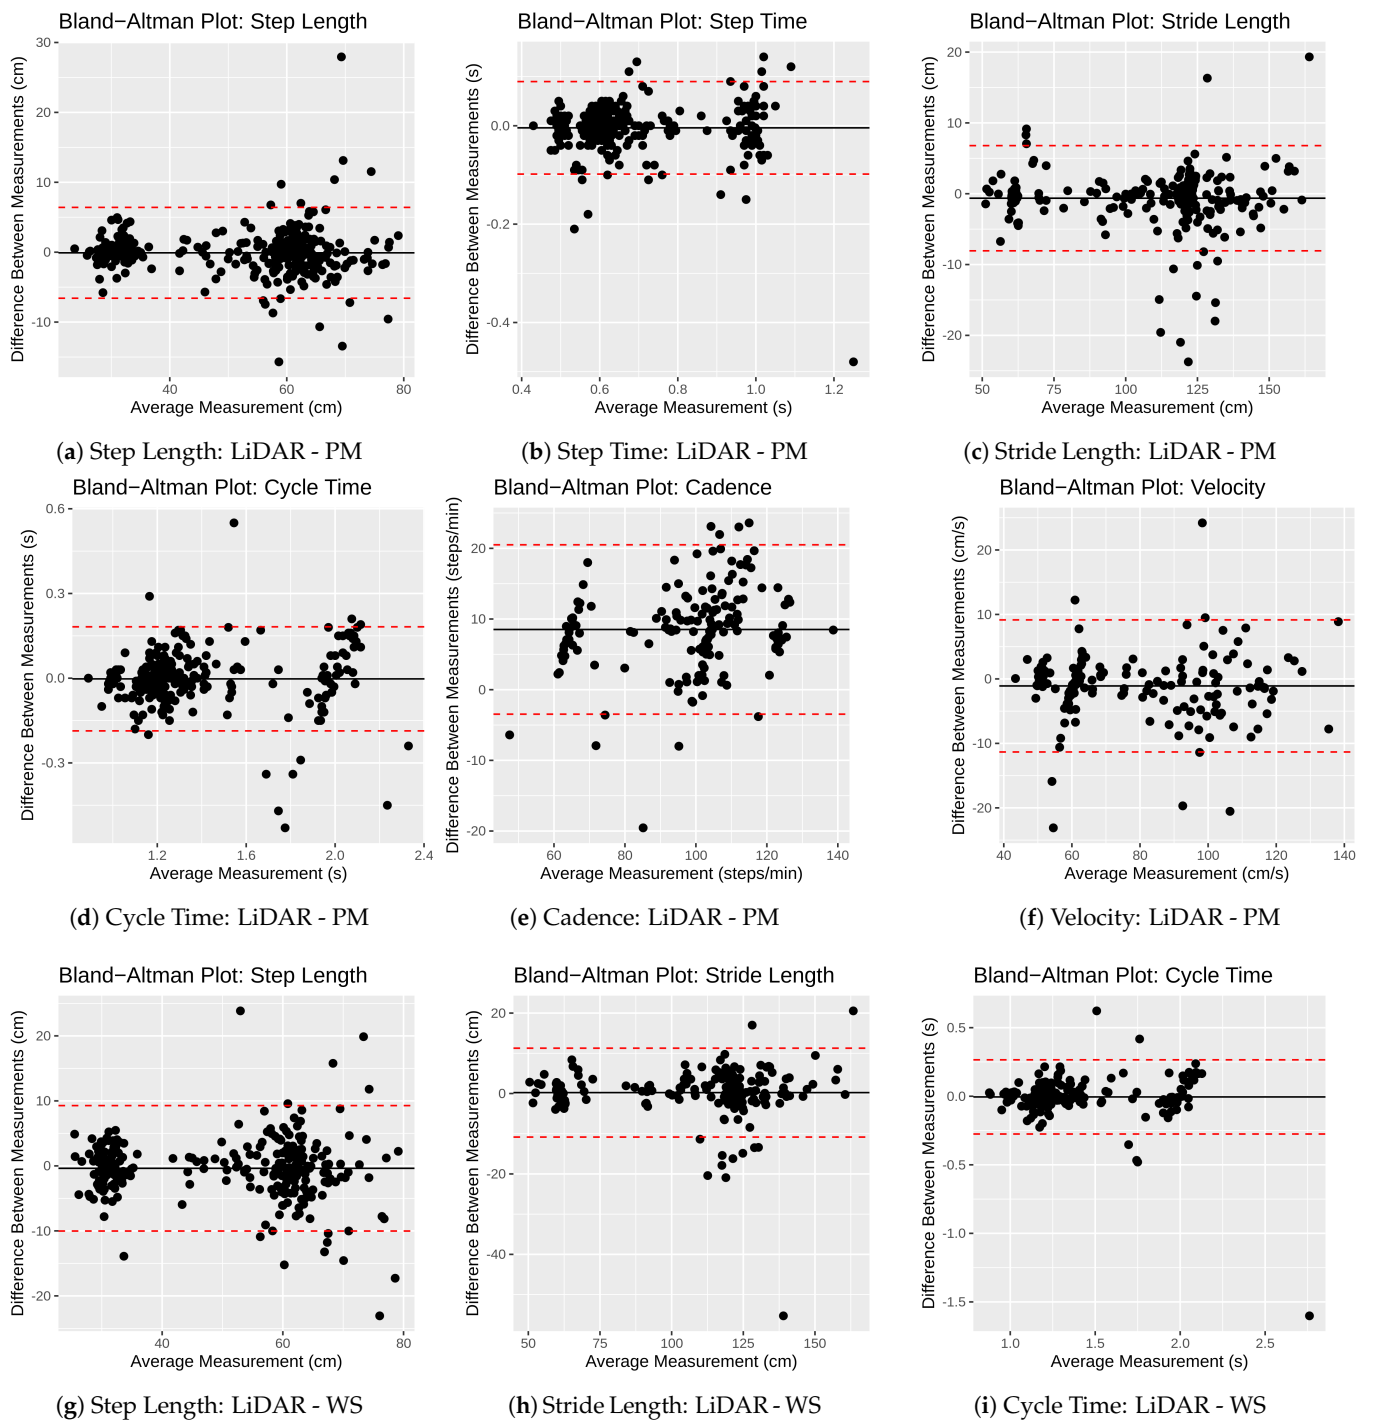 Bland−Altman Plot: Step Length
Difference Between Measurements (cm)
30
20
10
0
-10
40
60
80
Average Measurement (cm)
(a) Step Length: LiDAR - PM
Bland−Altman Plot: Step Time
Difference Between Measurements (s)
0.0
-0.2
-0.4
0.4
0.6
0.8
1.0
1.2
Average Measurement (s)
(b) Step Time: LiDAR - PM
Bland−Altman Plot: Stride Length
Difference Between Measurements (cm)
20
10
0
-10
-20
50
75
100
125
150
Average Measurement (cm)
(c) Stride Length: LiDAR - PM
Bland−Altman Plot: Cycle Time
Difference Between Measurements (s)
0.6
0.3
0.0
-0.3
1.2
1.6
2.0
2.4
Average Measurement (s)
(d) Cycle Time: LiDAR - PM
Bland−Altman Plot: Cadence
Difference Between Measurements (steps/min)
20
10
0
-10
-20
60
80
100
120
140
Average Measurement (steps/min)
(e) Cadence: LiDAR - PM
Bland−Altman Plot: Velocity
Difference Between Measurements (cm/s)
20
10
0
-10
-20
40
60
80
100
120
140
Average Measurement (cm/s)
(f) Velocity: LiDAR - PM
Bland−Altman Plot: Step Length
Difference Between Measurements (cm)
20
10
0
-10
-20
40
60
80
Average Measurement (cm)
(g) Step Length: LiDAR - WS
Bland−Altman Plot: Stride Length
Difference Between Measurements (cm)
20
0
-20
-40
50
75
100
125
150
Average Measurement (cm)
(h) Stride Length: LiDAR - WS
Bland−Altman Plot: Cycle Time
Difference Between Measurements (s)
0.5
0.0
-0.5
-1.0
-1.5
1.0
1.5
2.0
2.5
Average Measurement (s)
(i) Cycle Time: LiDAR - WS